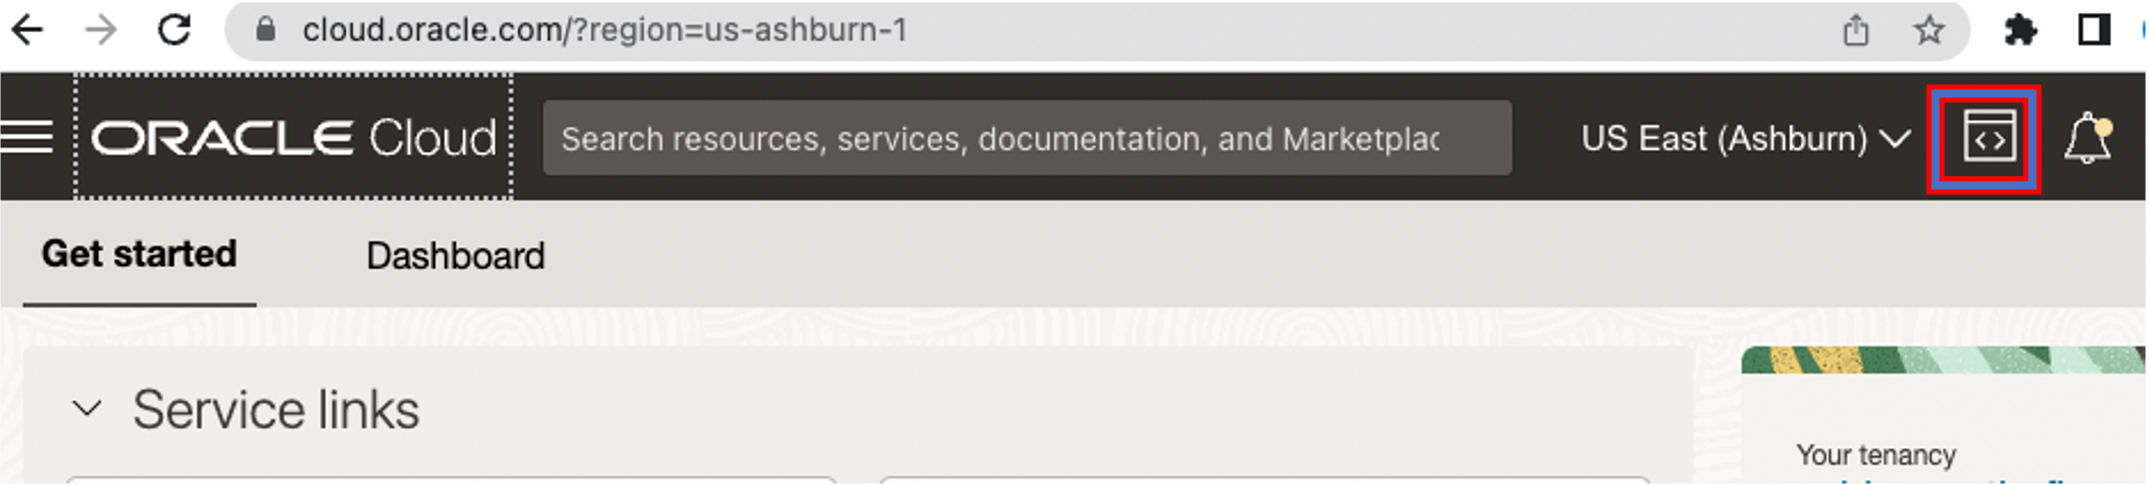 cloud.oracle.com/?region=us-ashburn-1
ORACLE Cloud
Search resources, services, documentation, and Marketplac
US East (Ashburn)
Get started
Dashboard
Service links
Your tenancy